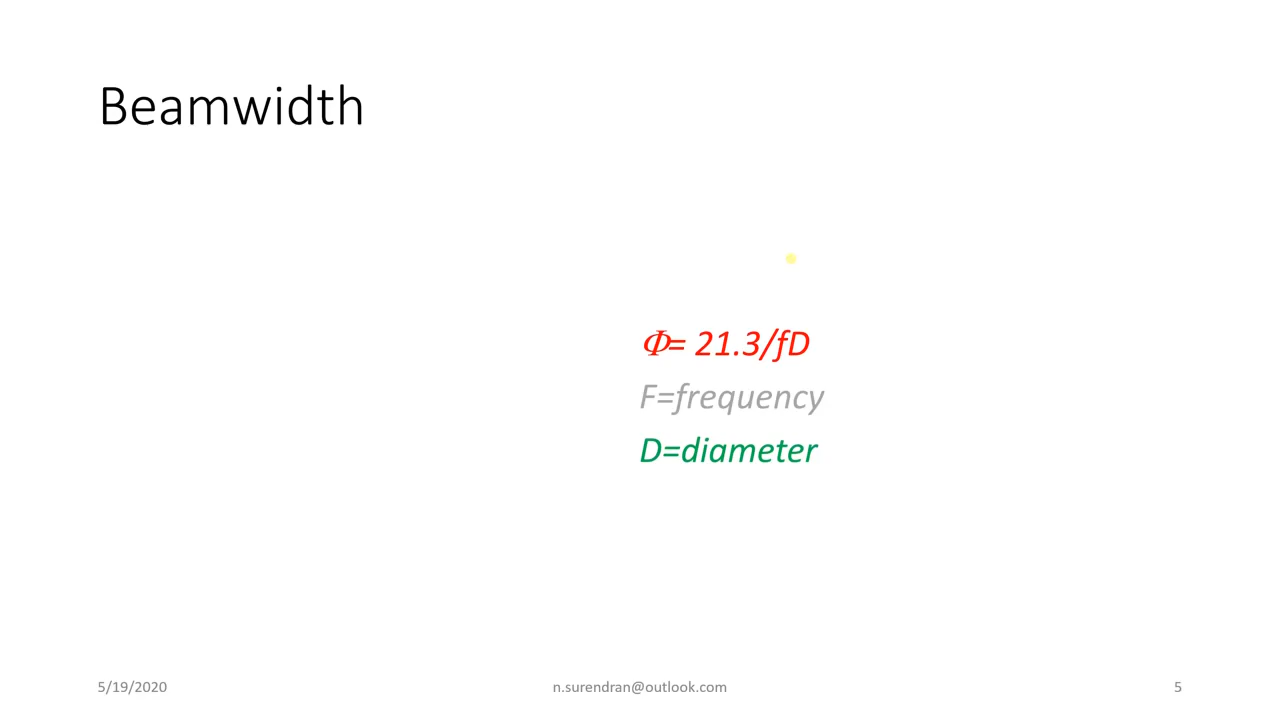 Beamwidth
Φ= 21.3/fD
F=frequency
D=diameter
5/19/2020
n.surendran@outlook.com
5